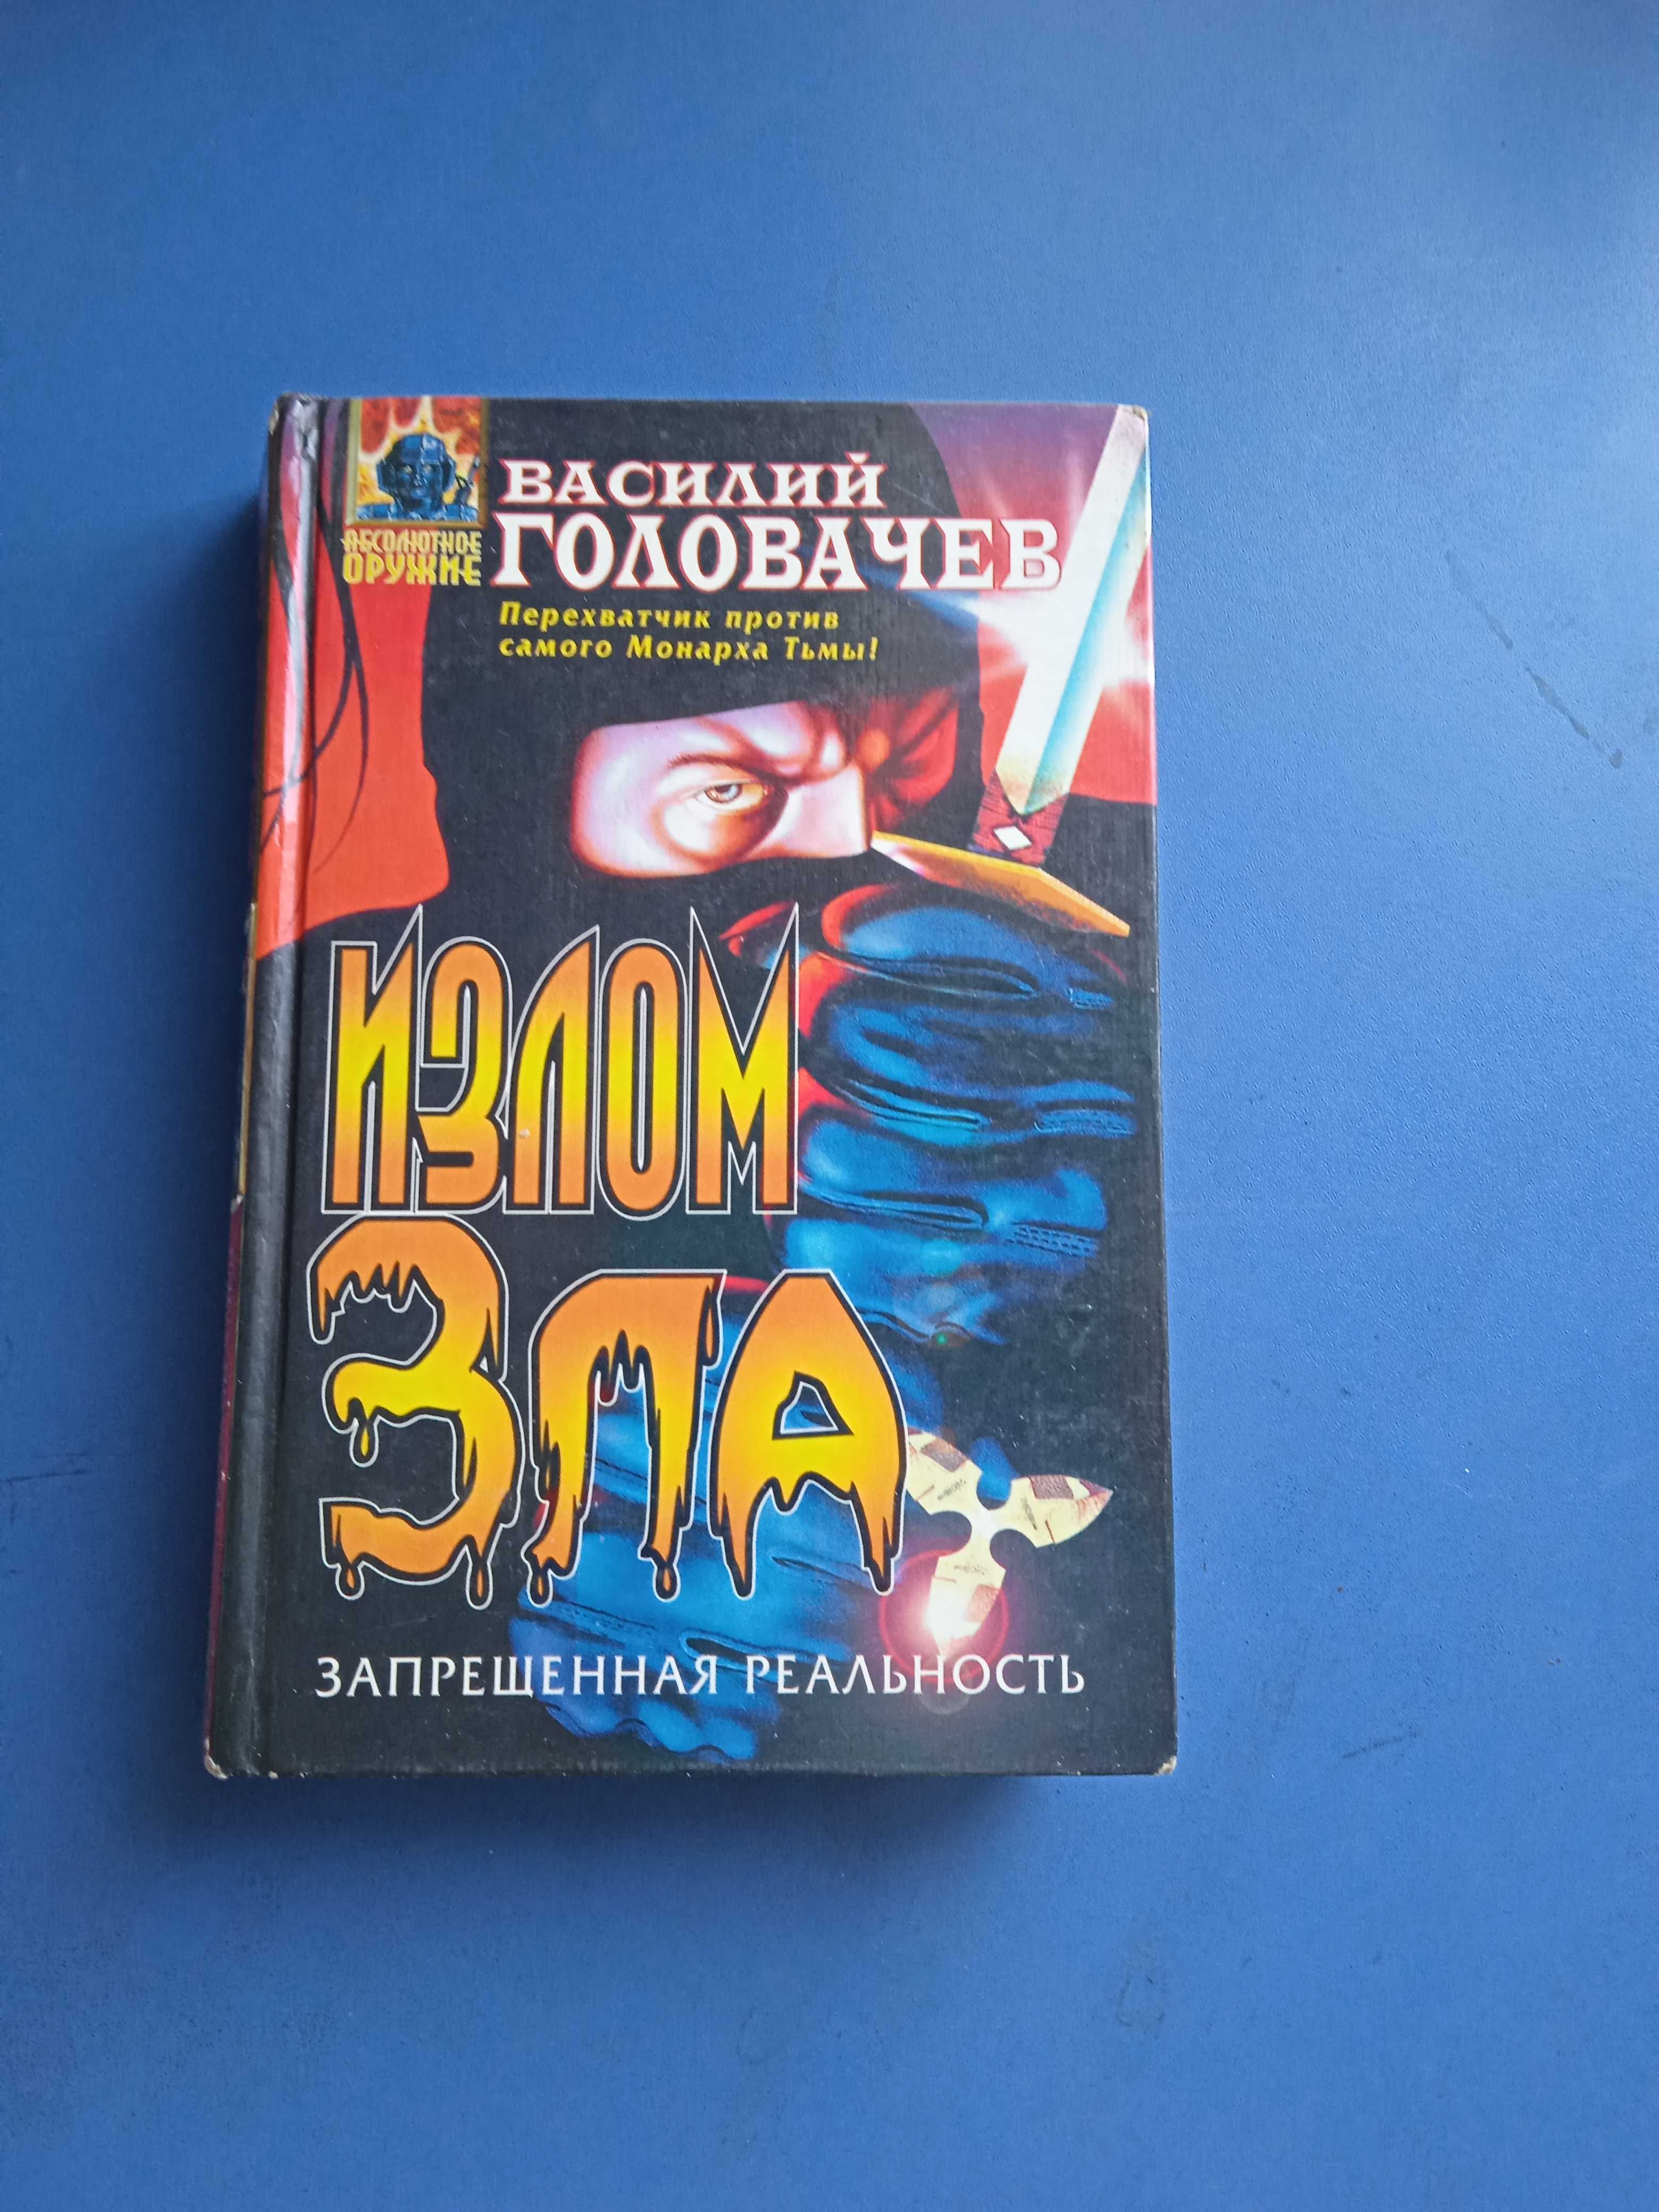 ВАСИЛИЙ
ГОЛОВАЧЕВ
АБСОЛЮТНОЕ
ОРУЖИЕ
Перехватчик против
самого Монарха Тьмы!
ИЗЛОМ
ЗЛА
ЗАПРЕЩЕННАЯ РЕАЛЬНОСТЬ